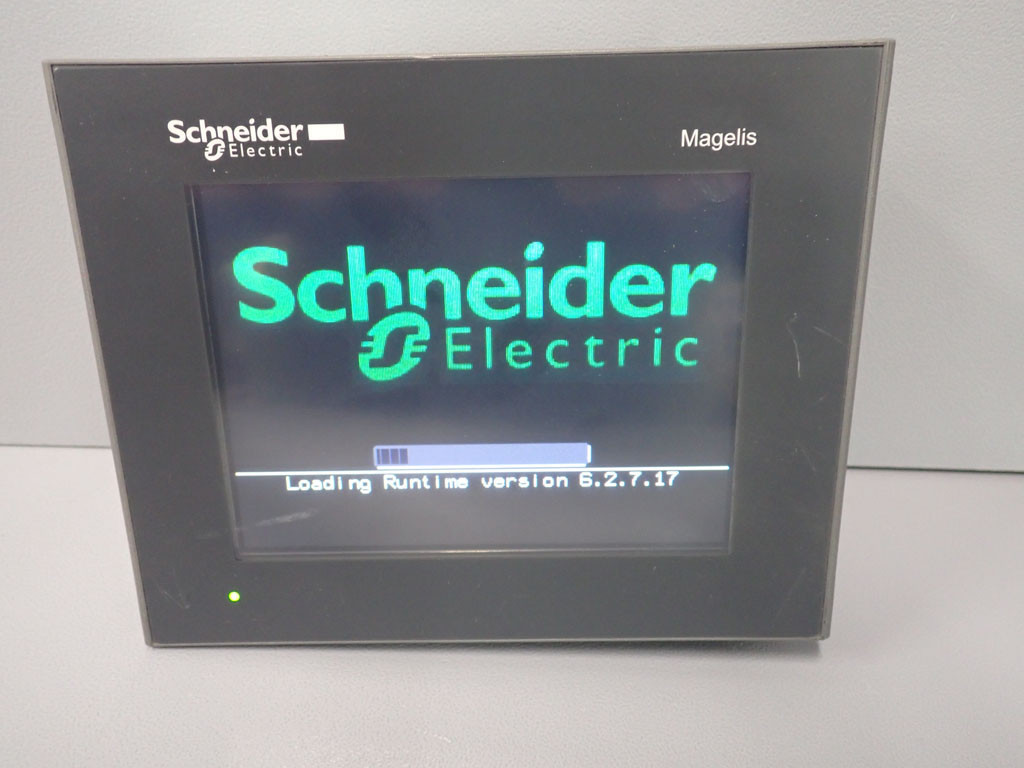 Schneider
Electric
Magelis
Schneider
Electric
Loading Runtime version 6.2.7.17